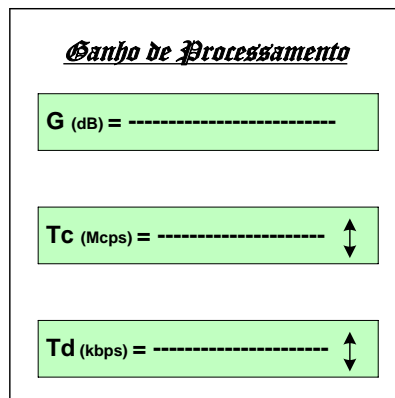 Ganho de Processamento
G (dB) = --------------------------
Tc (Mcps) = ---------------------
Td (kbps) = ----------------------